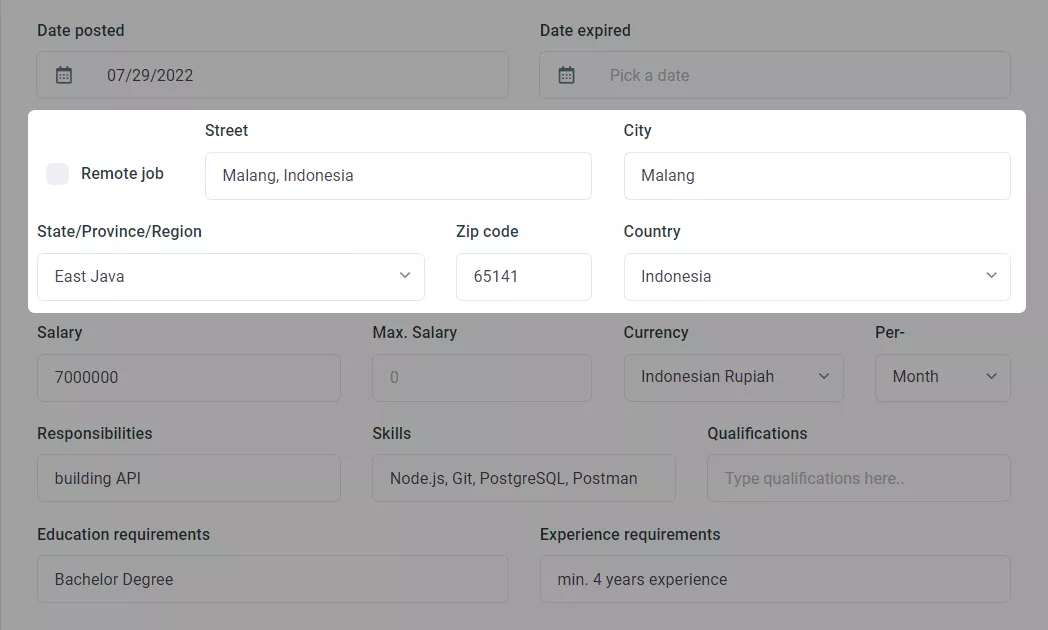 Date posted
Date expired
07/29/2022
Pick a date
Street
City
Remote job
Malang, Indonesia
Malang
State/Province/Region
Zip code
Country
East Java
65141
Indonesia
Salary
Max. Salary
Currency
Per-
7000000
0
Indonesian Rupiah
Month
Responsibilities
Skills
Qualifications
building API
Node.js, Git, PostgreSQL, Postman
Type qualifications here..
Education requirements
Experience requirements
Bachelor Degree
min. 4 years experience